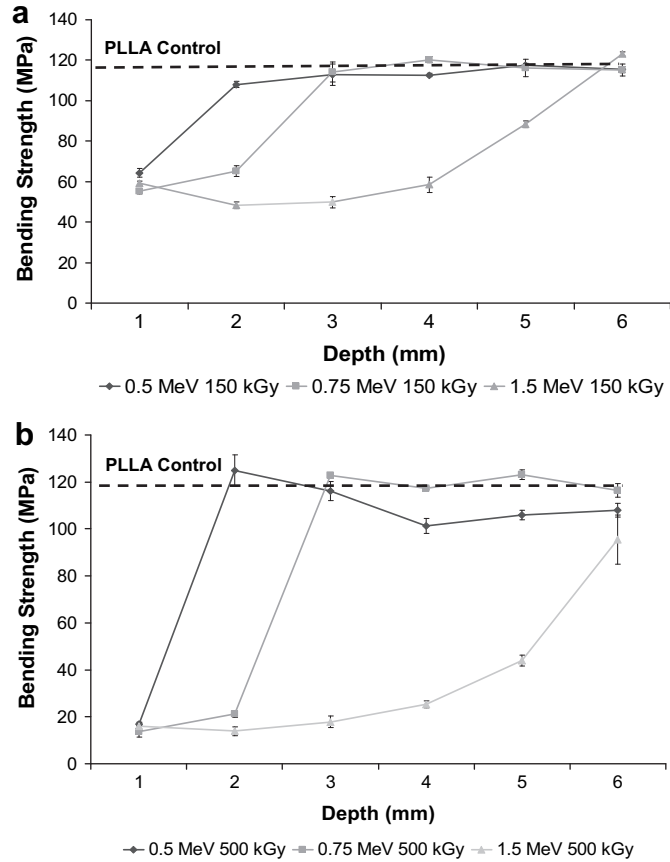 a
140
PLLA Control
120
100
80
60
40
20
0
Bending Strength (MPa)
1 2 3 4 5 6
Depth (mm)
0.5 MeV 150 kGy 0.75 MeV 150 kGy 1.5 MeV 150 kGy
b
140
PLLA Control
120
100
80
60
40
20
0
Bending Strength (MPa)
1 2 3 4 5 6
Depth (mm)
0.5 MeV 500 kGy 0.75 MeV 500 kGy 1.5 MeV 500 kGy